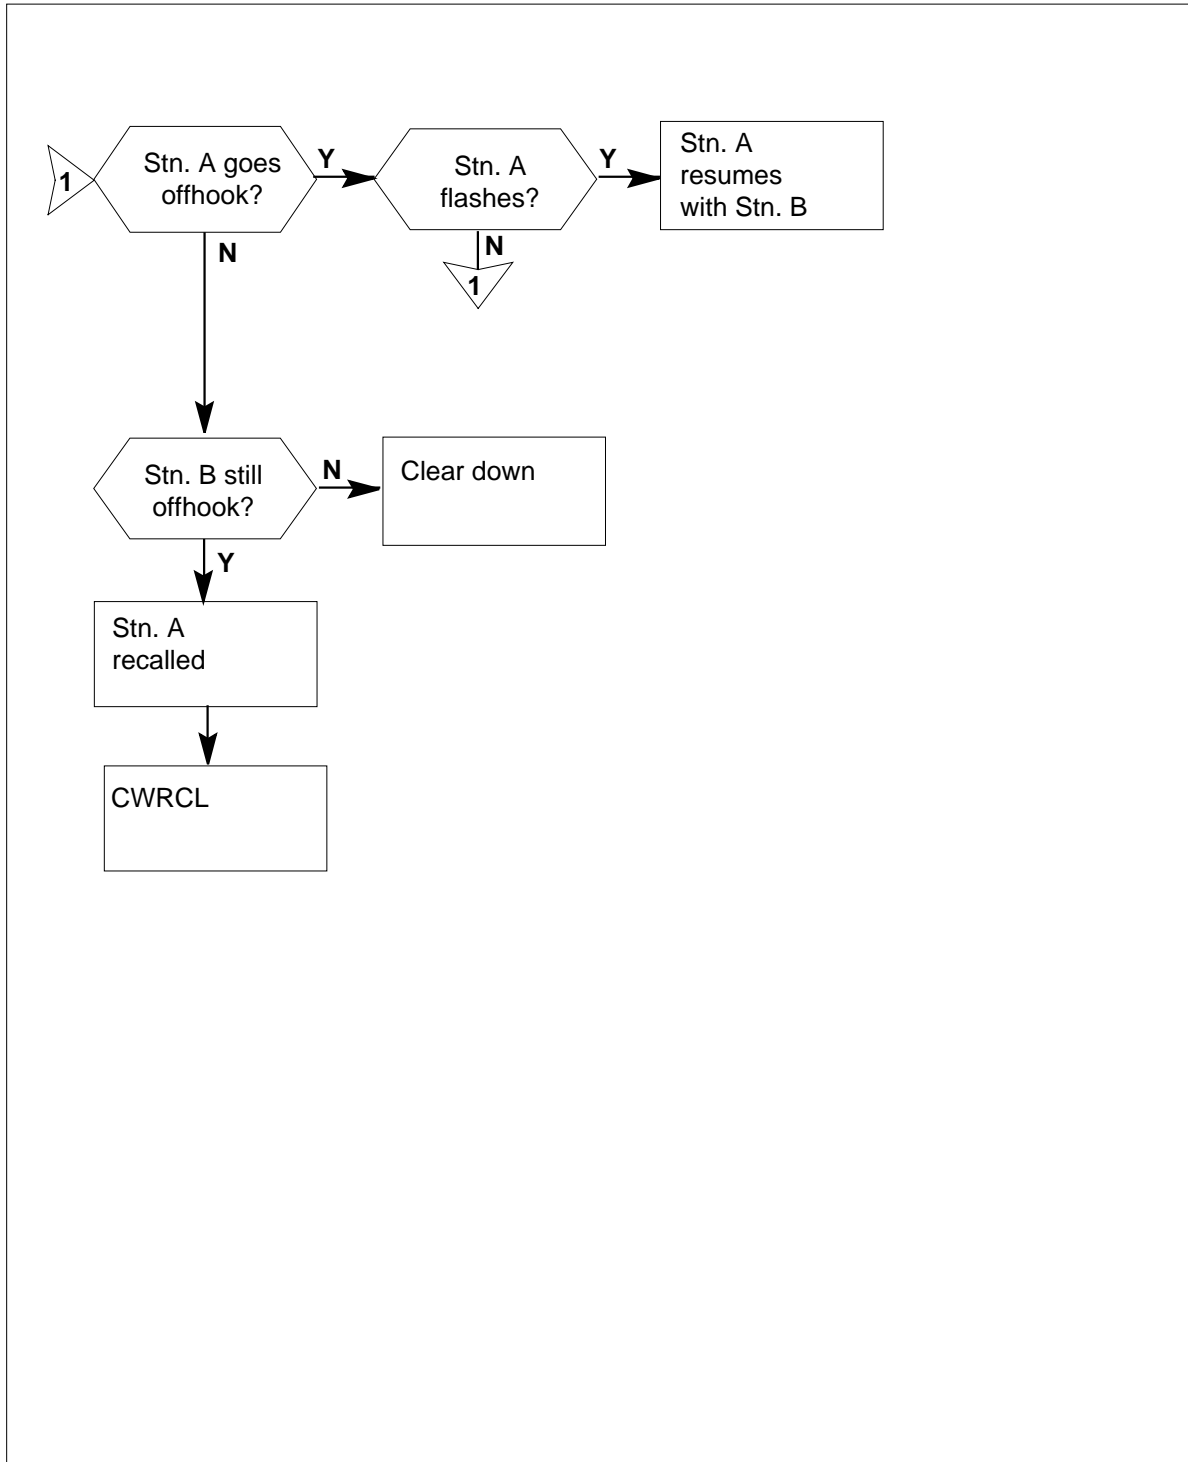 1
Stn. A goes
offhook?
Y
Stn. A
flashes?
Y
Stn. A
resumes
with Stn. B
N
N
1
Stn. B still
offhook?
N
Clear down
Y
Stn. A
recalled
CWRCL